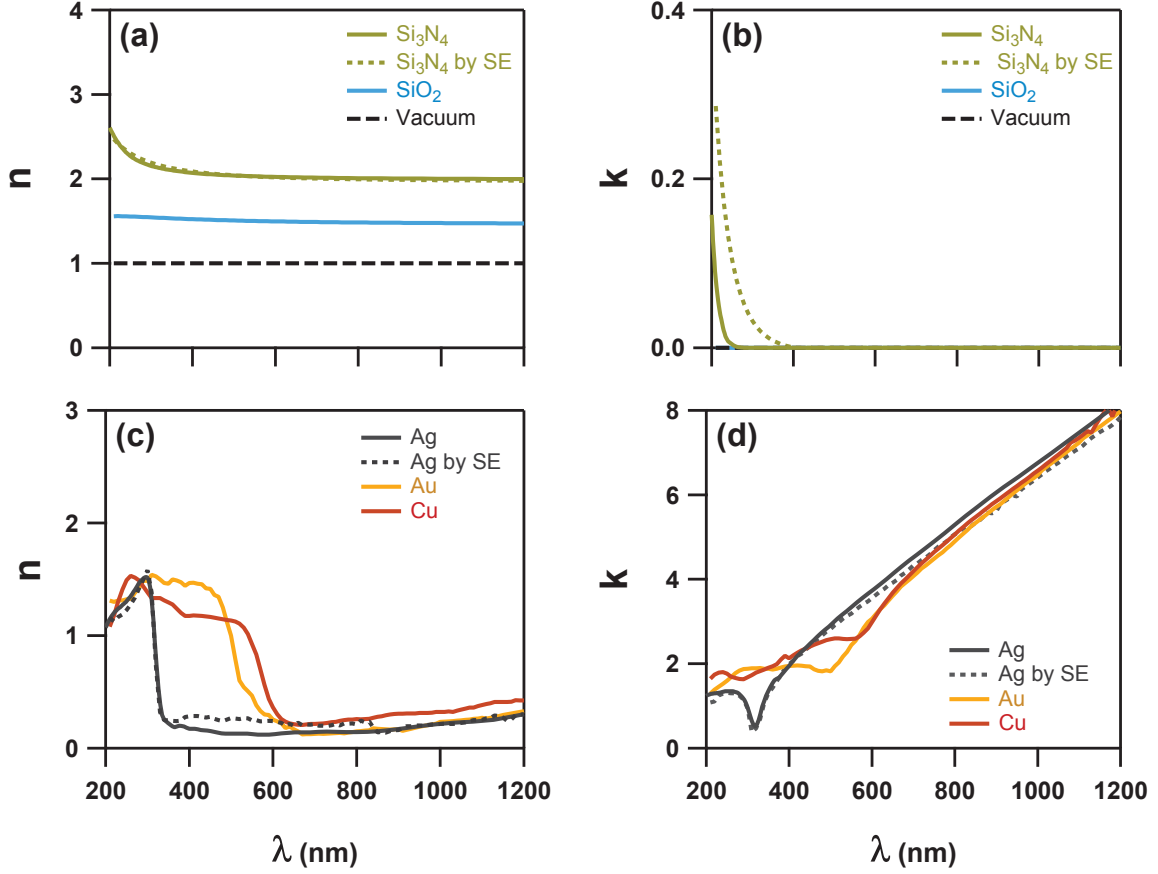 (a)
n
4
3
2
1
0
Si₃N₄
Si₃N₄ by SE
SiO₂
Vacuum
(b)
k
0.4
0.2
0.0
Si₃N₄
Si₃N₄ by SE
SiO₂
Vacuum
200 400 600 800 1000 1200
(c)
n
3
2
1
0
Ag
Ag by SE
Au
Cu
200 400 600 800 1000 1200
λ (nm)
(d)
k
8
6
4
2
0
Ag
Ag by SE
Au
Cu
200 400 600 800 1000 1200
λ (nm)